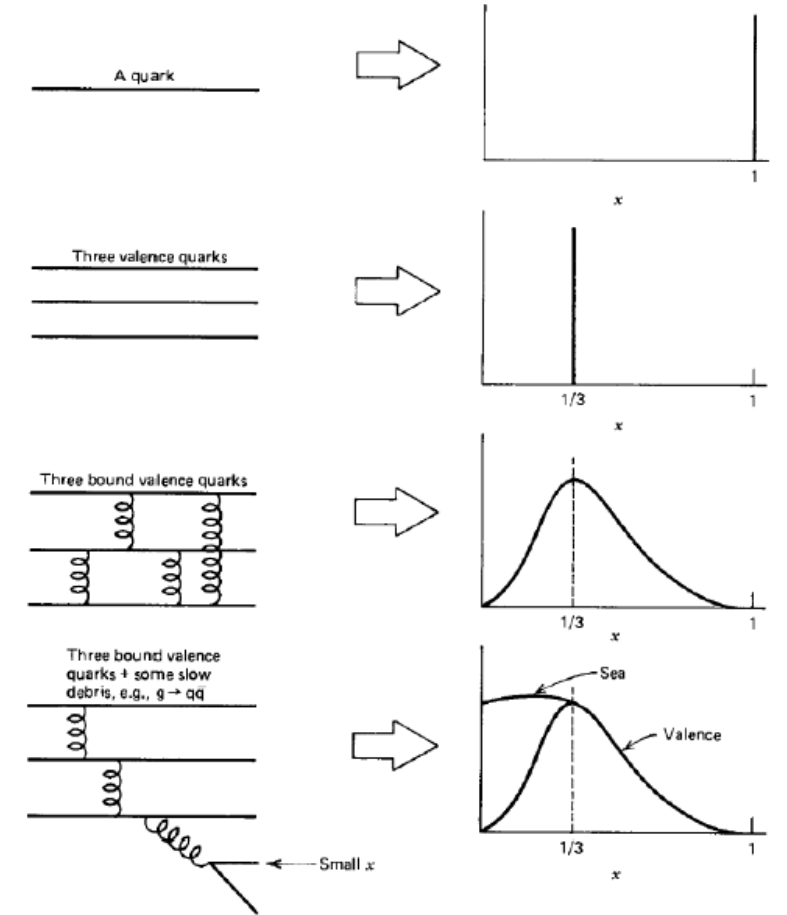 A quark
1
x
Three valence quarks
1/3
1
x
Three bound valence quarks
1/3
1
x
Three bound valence
quarks + some slow
debris, e.g., g → qq̄
Sea
Valence
Small x
1/3
1
x